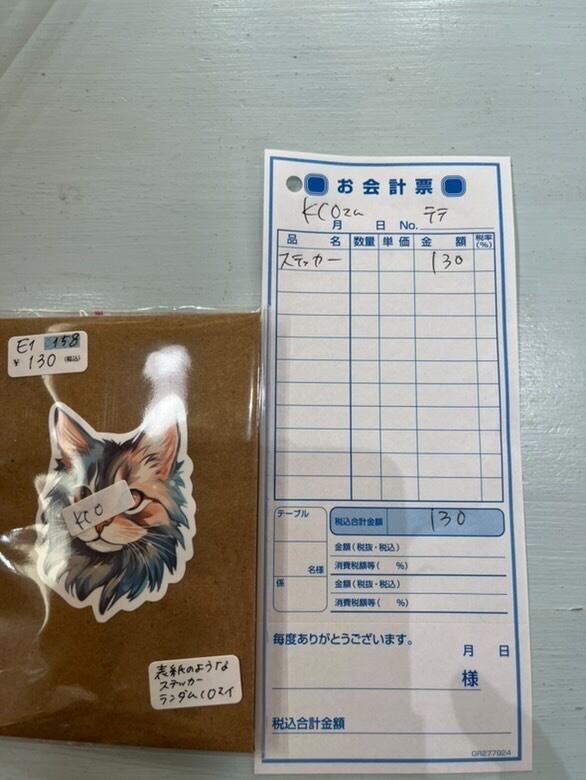 お会計票
KCOさん テテ
月 日 No.
品 名 数量 単価 金 額 税率(%)
ステッカー 130
テーブル
税込合計金額 130
金額(税抜・税込)
名様 消費税額等( %)
係 金額(税抜・税込)
消費税額等( %)
毎度ありがとうございます。
月 日
様
税込合計金額
GR277924
E1 158
¥130 (税込)
KCO
表紙のような
ステッカー
ランダム10マイ